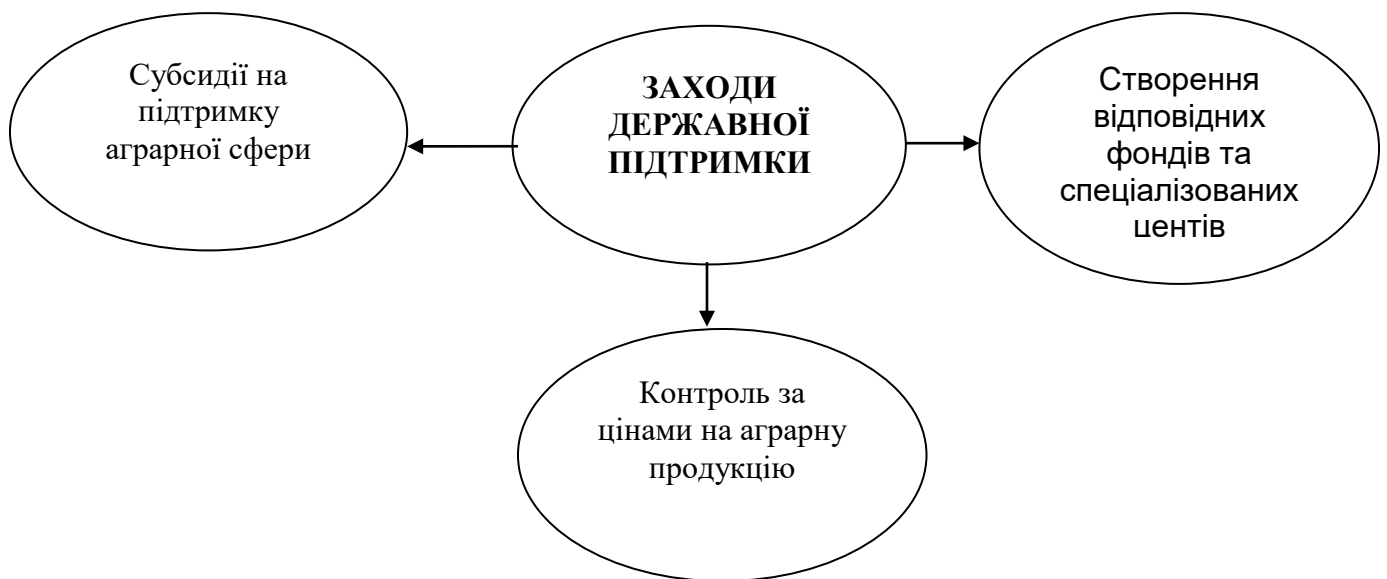 Субсидії на
підтримку
аграрної сфери
ЗАХОДИ
ДЕРЖАВНОЇ
ПІДТРИМКИ
Створення
відповідних
фондів та
спеціалізованих
центів
Контроль за
цінами на аграрну
продукцію